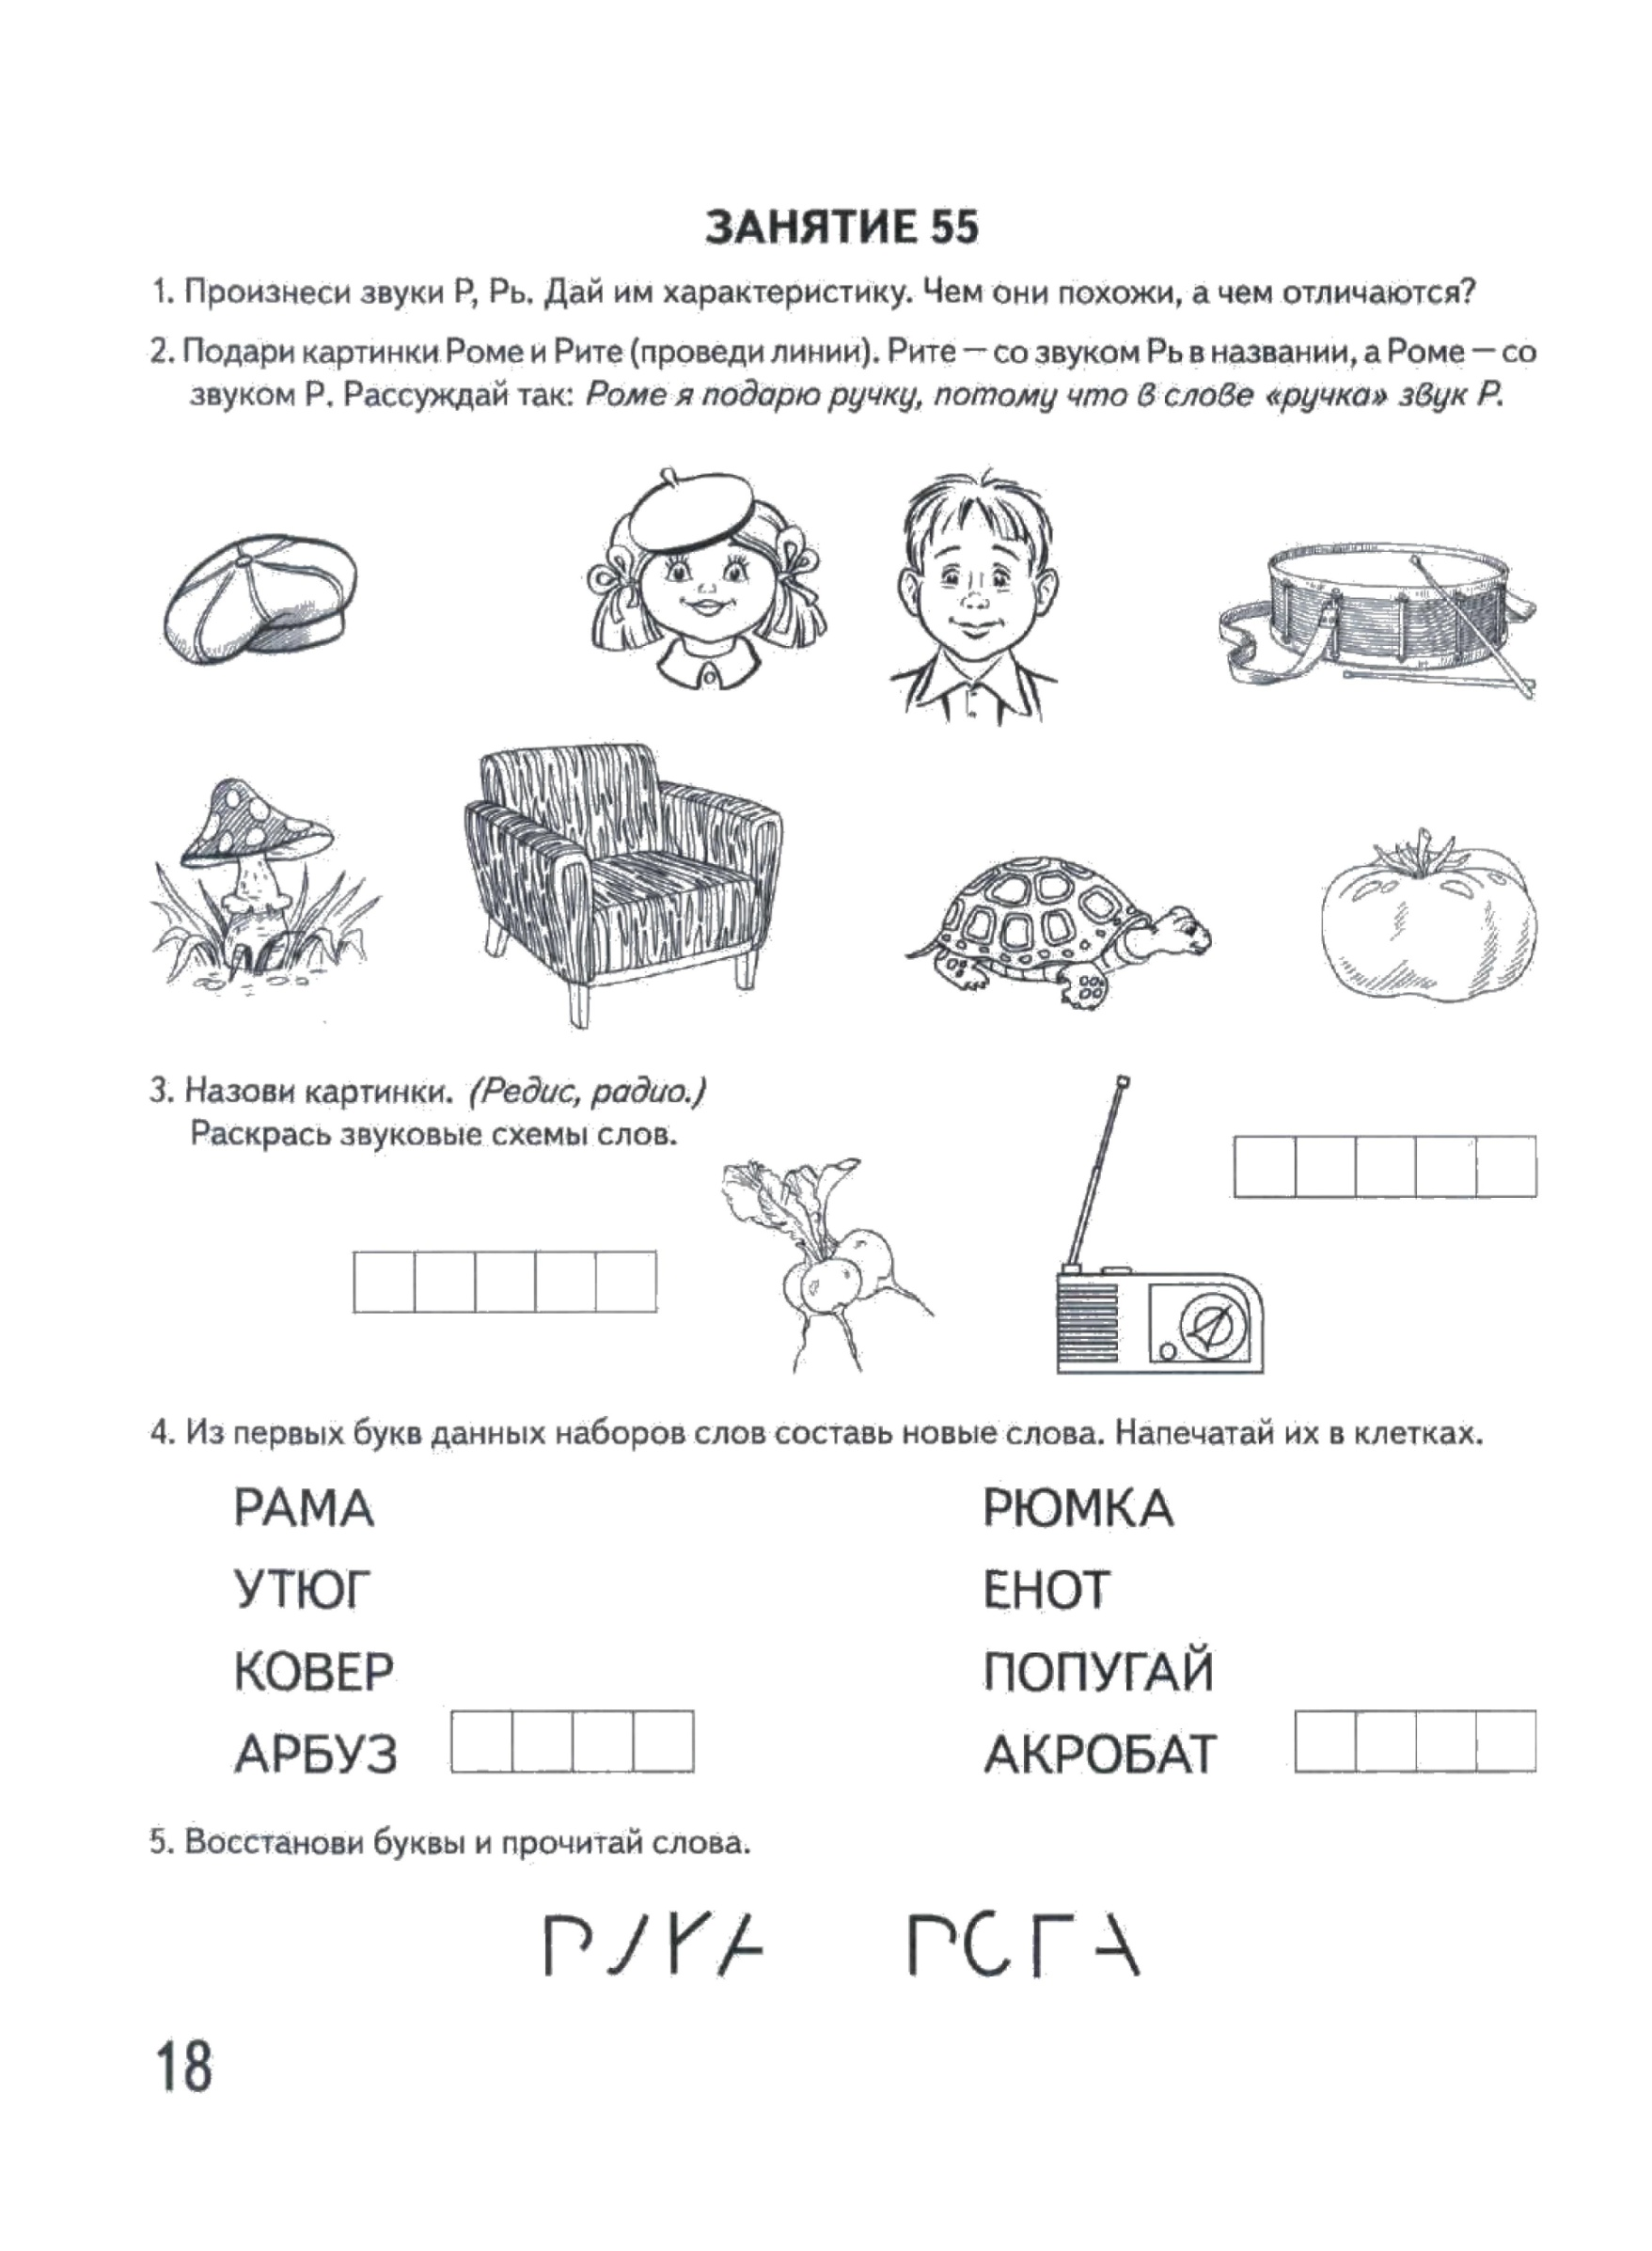 ЗАНЯТИЕ 55
1. Произнеси звуки Р, Рь. Дай им характеристику. Чем они похожи, а чем отличаются?
2. Подари картинки Роме и Рите (проведи линии). Рите — со звуком Рь в названии, а Роме — со
звуком Р. Рассуждай так: Роме я подарю ручку, потому что в слове «ручка» звук Р.
3. Назови картинки. (Редис, радио.)
Раскрась звуковые схемы слов.
4. Из первых букв данных наборов слов составь новые слова. Напечатай их в клетках.
РАМА
УТЮГ
КОВЕР
АРБУЗ
РЮМКА
ЕНОТ
ПОПУГАЙ
АКРОБАТ
5. Восстанови буквы и прочитай слова.
РУКА РОГА
18